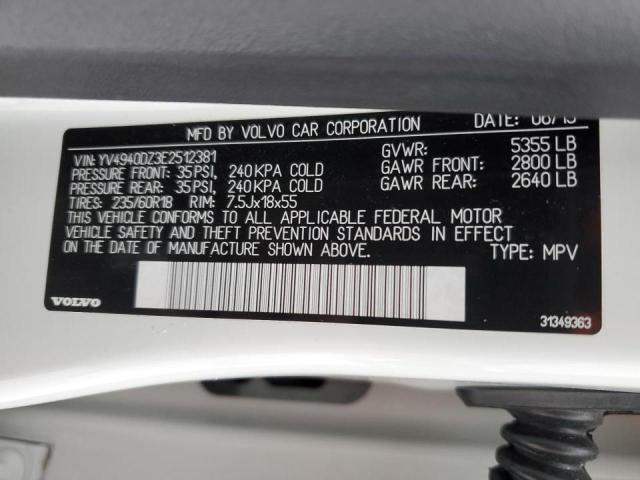 MFD BY VOLVO CAR CORPORATION DATE: 08/13
VIN: YV4940DZ3E2512381 GVWR: 5355 LB
PRESSURE FRONT: 35PSI, 240KPA COLD GAWR FRONT: 2800 LB
PRESSURE REAR: 35PSI, 240KPA COLD GAWR REAR: 2640 LB
TIRES: 235/60R18 RIM: 7.5Jx18x55
THIS VEHICLE CONFORMS TO ALL APPLICABLE FEDERAL MOTOR
VEHICLE SAFETY AND THEFT PREVENTION STANDARDS IN EFFECT
ON THE DATE OF MANUFACTURE SHOWN ABOVE. TYPE: MPV
VOLVO
31349363